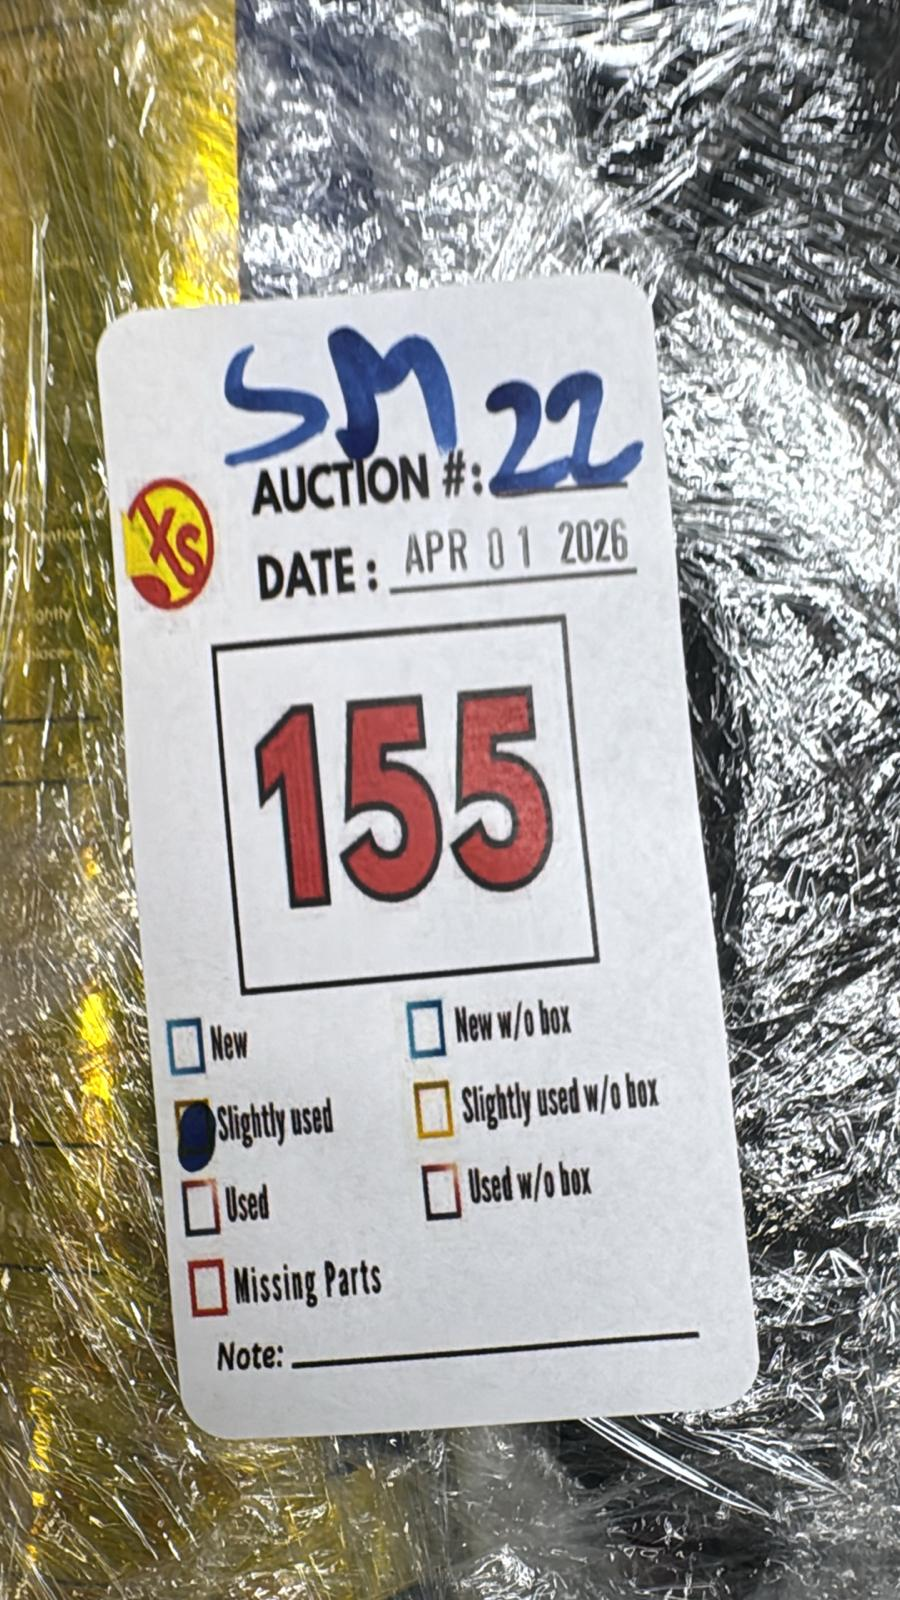 SM 22
AUCTION #:
XS
DATE: APR 01 2026
155
New
New w/o box
Slightly used
Slightly used w/o box
Used
Used w/o box
Missing Parts
Note: